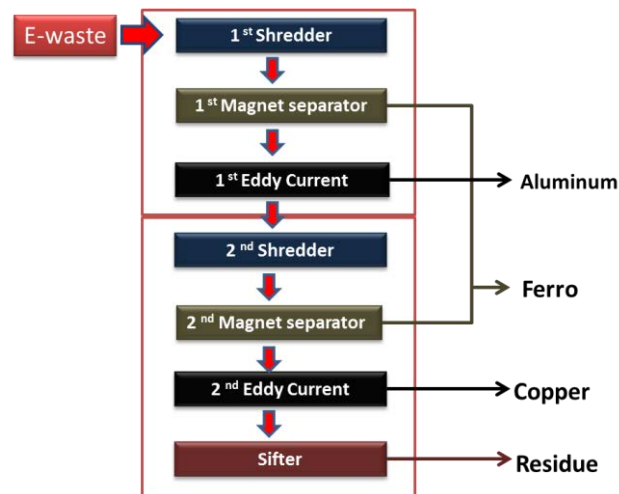 E-waste
1st Shredder
1st Magnet separator
1st Eddy Current
Aluminum
2nd Shredder
Ferro
2nd Magnet separator
2nd Eddy Current
Copper
Sifter
Residue